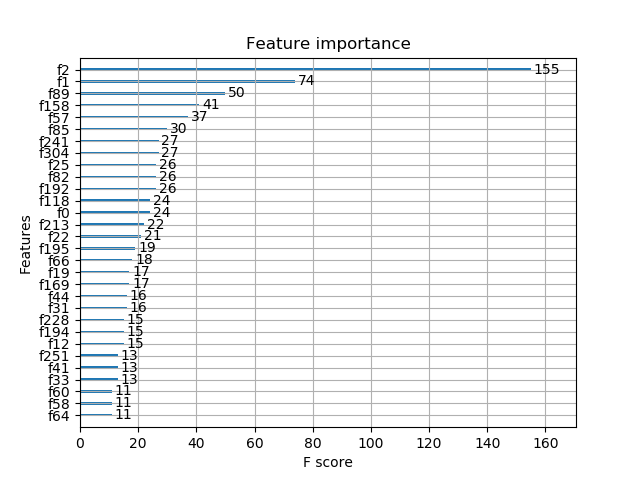 Feature importance
Features
f2 155
f1 74
f89 50
f158 41
f57 37
f85 30
f241 27
f304 27
f25 26
f82 26
f192 26
f118 24
f0 24
f213 22
f22 21
f195 19
f66 18
f19 17
f169 17
f44 16
f31 16
f228 15
f194 15
f12 15
f251 13
f41 13
f33 13
f60 11
f58 11
f64 11
0 20 40 60 80 100 120 140 160
F score